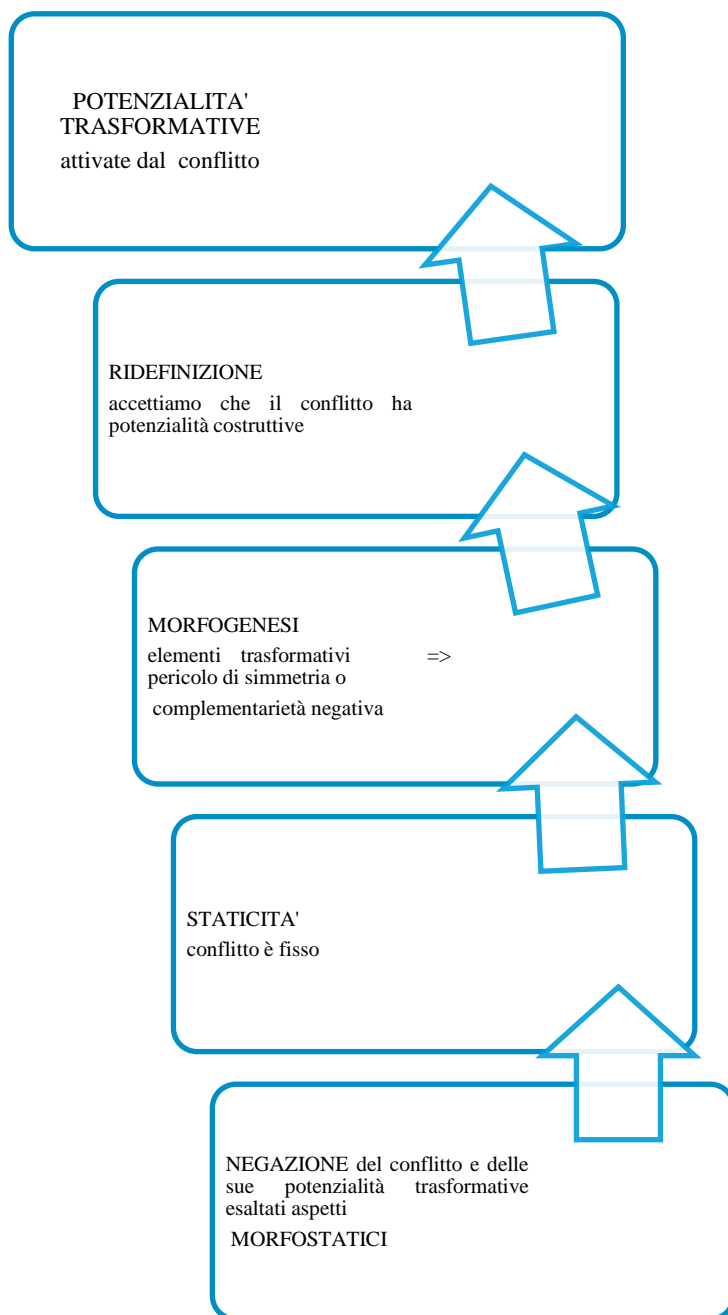 POTENZIALITA'
TRASFORMATIVE
attivate dal conflitto
RIDEFINIZIONE
accettiamo che il conflitto ha
potenzialità costruttive
MORFOGENESI
elementi trasformativi =>
pericolo di simmetria o
complementarietà negativa
STATICITA'
conflitto è fisso
NEGAZIONE del conflitto e delle
sue potenzialità trasformative
esaltati aspetti
MORFOSTATICI